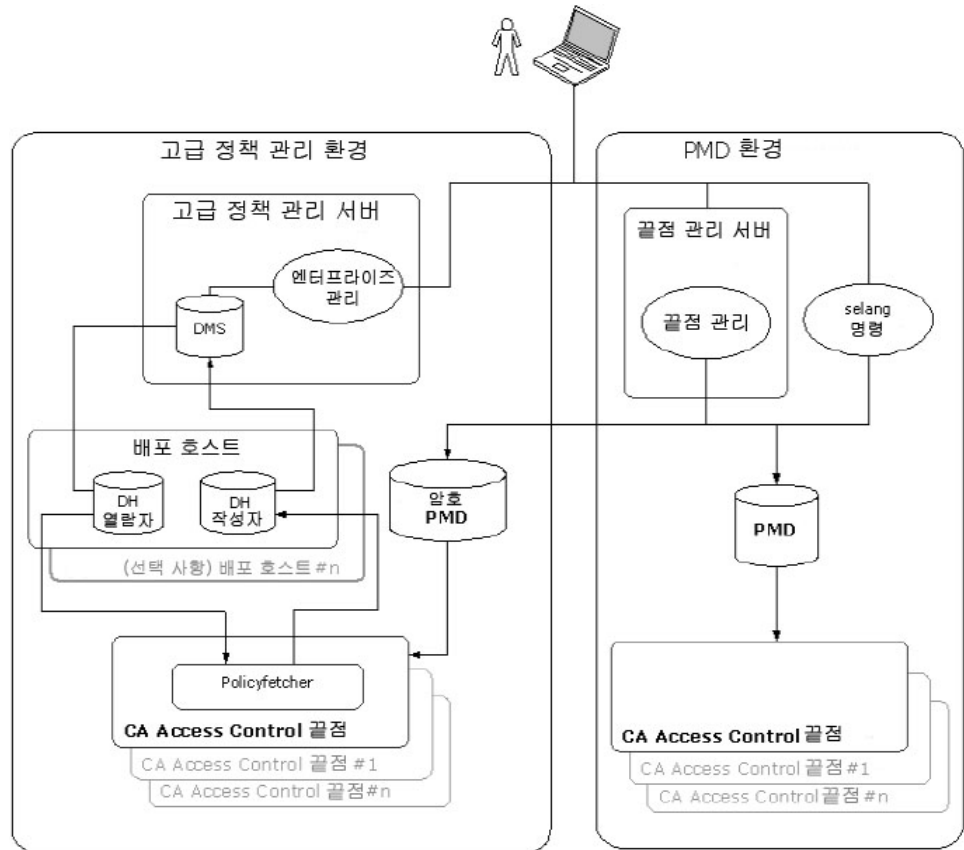 고급 정책 관리 환경
고급 정책 관리 서버
엔터프라이즈
관리
DMS
배포 호스트
DH
열람자
DH
작성자
(선택 사항) 배포 호스트 #n
암호
PMD
Policyfetcher
CA Access Control 끝점
CA Access Control 끝점 #1
CA Access Control 끝점#n
PMD 환경
끝점 관리 서버
끝점 관리
selang
명령
PMD
CA Access Control 끝점
CA Access Control 끝점#1
CA Access Control 끝점#n